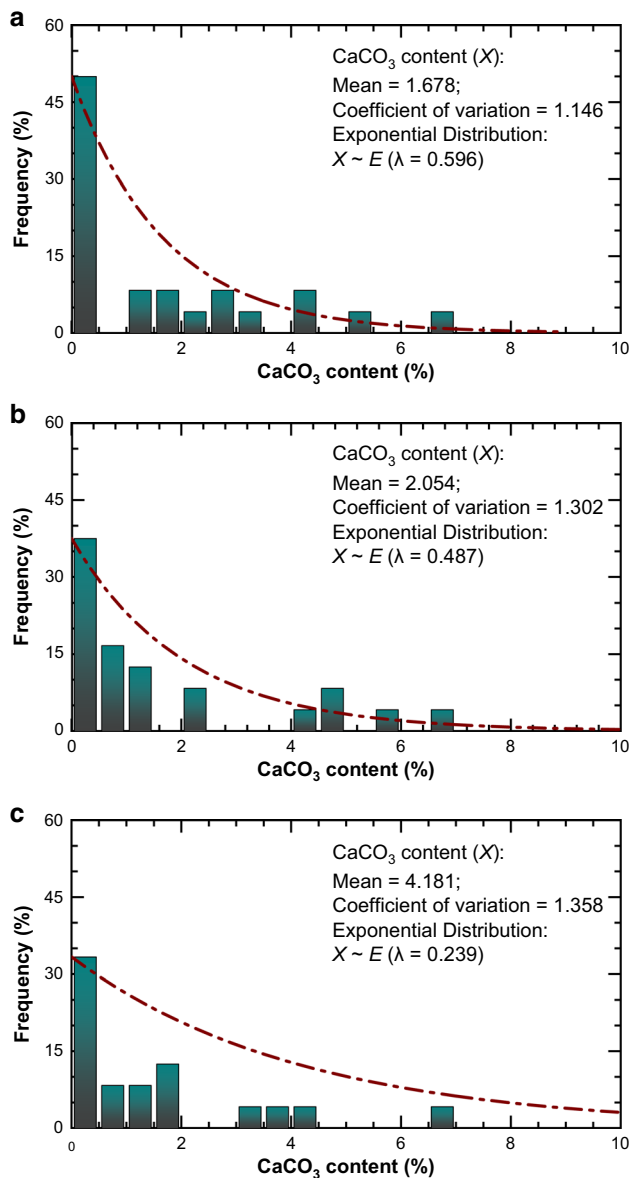 a
60
45
30
15
0
Frequency (%)
CaCO₃ content (X):
Mean = 1.678;
Coefficient of variation = 1.146
Exponential Distribution:
X ~ E (λ = 0.596)
0 2 4 6 8 10
CaCO₃ content (%)
b
60
45
30
15
0
Frequency (%)
CaCO₃ content (X):
Mean = 2.054;
Coefficient of variation = 1.302
Exponential Distribution:
X ~ E (λ = 0.487)
0 2 4 6 8 10
CaCO₃ content (%)
c
60
45
30
15
0
Frequency (%)
CaCO₃ content (X):
Mean = 4.181;
Coefficient of variation = 1.358
Exponential Distribution:
X ~ E (λ = 0.239)
0 2 4 6 8 10
CaCO₃ content (%)